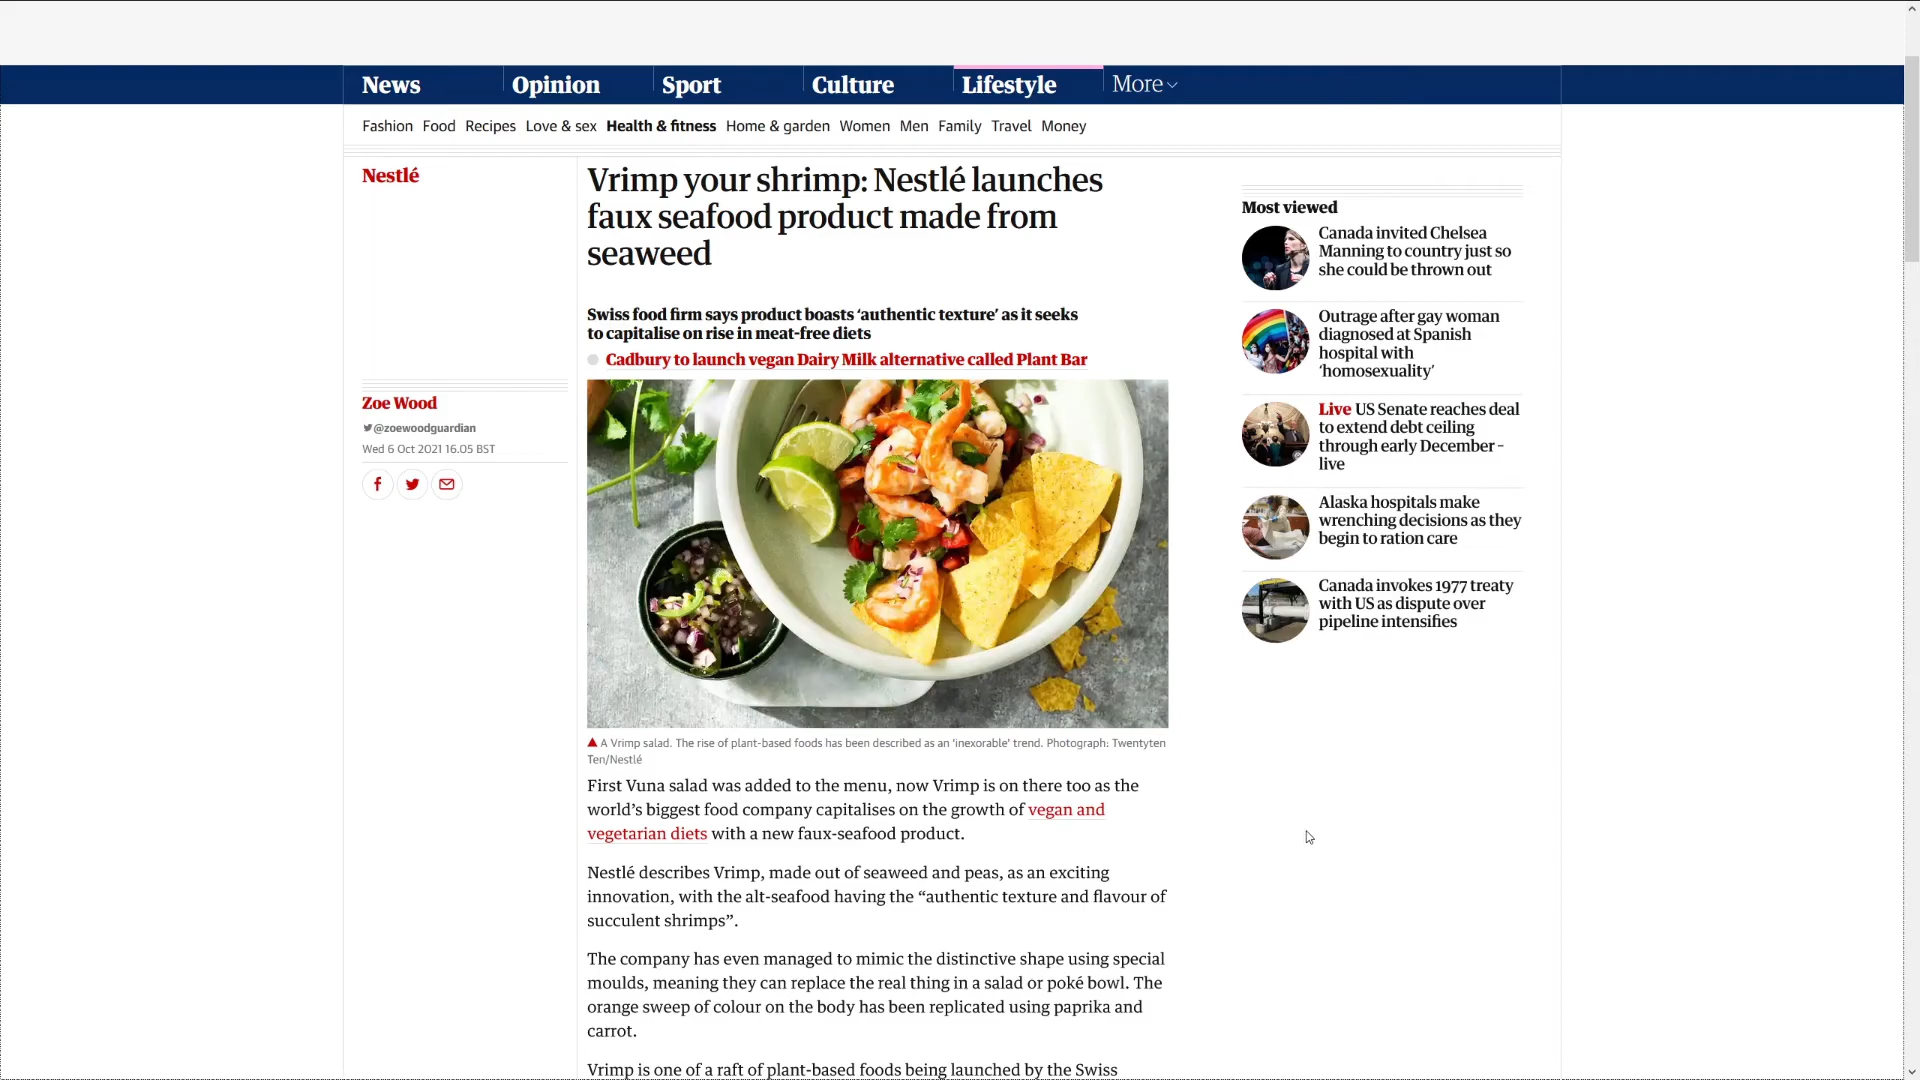 News
Opinion
Sport
Culture
Lifestyle
More
Fashion Food Recipes Love & sex Health & fitness Home & garden Women Men Family Travel Money
Nestlé
Vrimp your shrimp: Nestlé launches
faux seafood product made from
seaweed
Swiss food firm says product boasts ‘authentic texture’ as it seeks
to capitalise on rise in meat-free diets
Cadbury to launch vegan Dairy Milk alternative called Plant Bar
Zoe Wood
@zoewoodguardian
Wed 6 Oct 2021 16.05 BST
A Vrimp salad. The rise of plant-based foods has been described as an ‘inexorable’ trend. Photograph: Twentyten
Ten/Nestlé
First Vuna salad was added to the menu, now Vrimp is on there too as the
world’s biggest food company capitalises on the growth of vegan and
vegetarian diets with a new faux-seafood product.
Nestlé describes Vrimp, made out of seaweed and peas, as an exciting
innovation, with the alt-seafood having the “authentic texture and flavour of
succulent shrimps”.
The company has even managed to mimic the distinctive shape using special
moulds, meaning they can replace the real thing in a salad or poké bowl. The
orange sweep of colour on the body has been replicated using paprika and
carrot.
Vrimp is one of a raft of plant-based foods being launched by the Swiss
Most viewed
Canada invited Chelsea
Manning to country just so
she could be thrown out
Outrage after gay woman
diagnosed at Spanish
hospital with
‘homosexuality’
Live US Senate reaches deal
to extend debt ceiling
through early December –
live
Alaska hospitals make
wrenching decisions as they
begin to ration care
Canada invokes 1977 treaty
with US as dispute over
pipeline intensifies